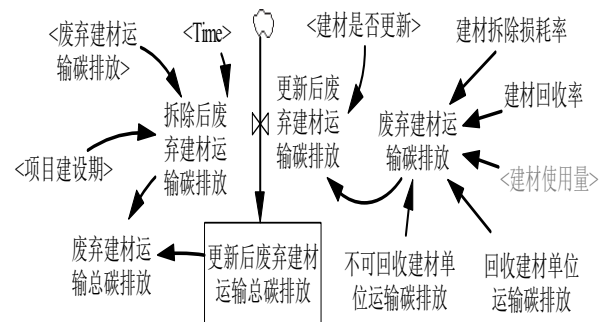 <废弃建材运
输碳排放>
<Time>
<建材是否更新>
建材拆除损耗率
拆除后废
弃建材运
输碳排放
更新后废
弃建材运
输碳排放
废弃建材运
输碳排放
建材回收率
<项目建设期>
<建材使用量>
废弃建材运
输总碳排放
更新后废弃建材
运输总碳排放
不可回收建材单
位运输碳排放
回收建材单位
运输碳排放